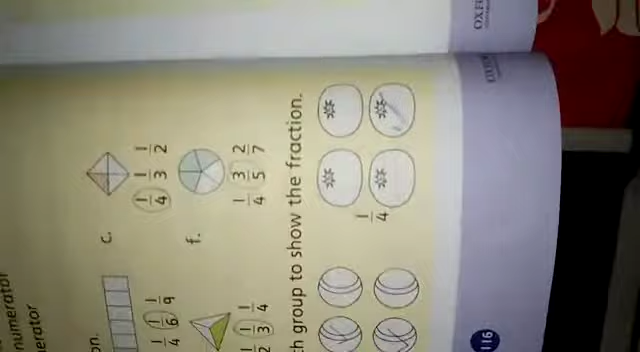 numerator
erator
on.
c.
1/4 1/6 1/9
1/4 1/3 1/2
f.
1/2 1/3 1/4
1/4 3/5 2/7
ch group to show the fraction.
1/4
116
OXF